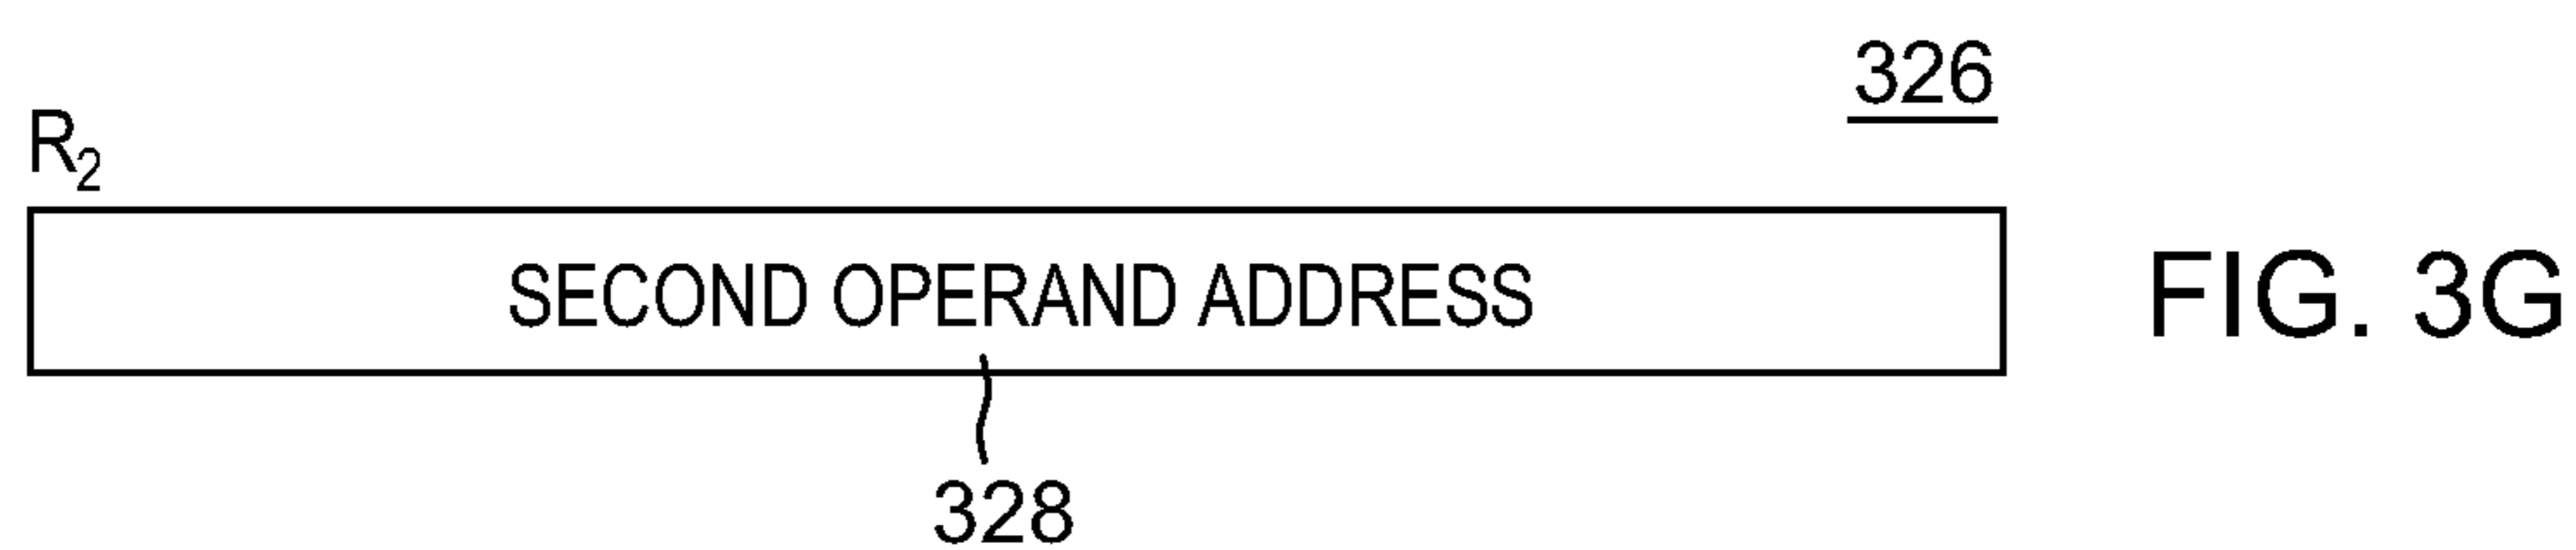 326
R₂
SECOND OPERAND ADDRESS
FIG. 3G
328